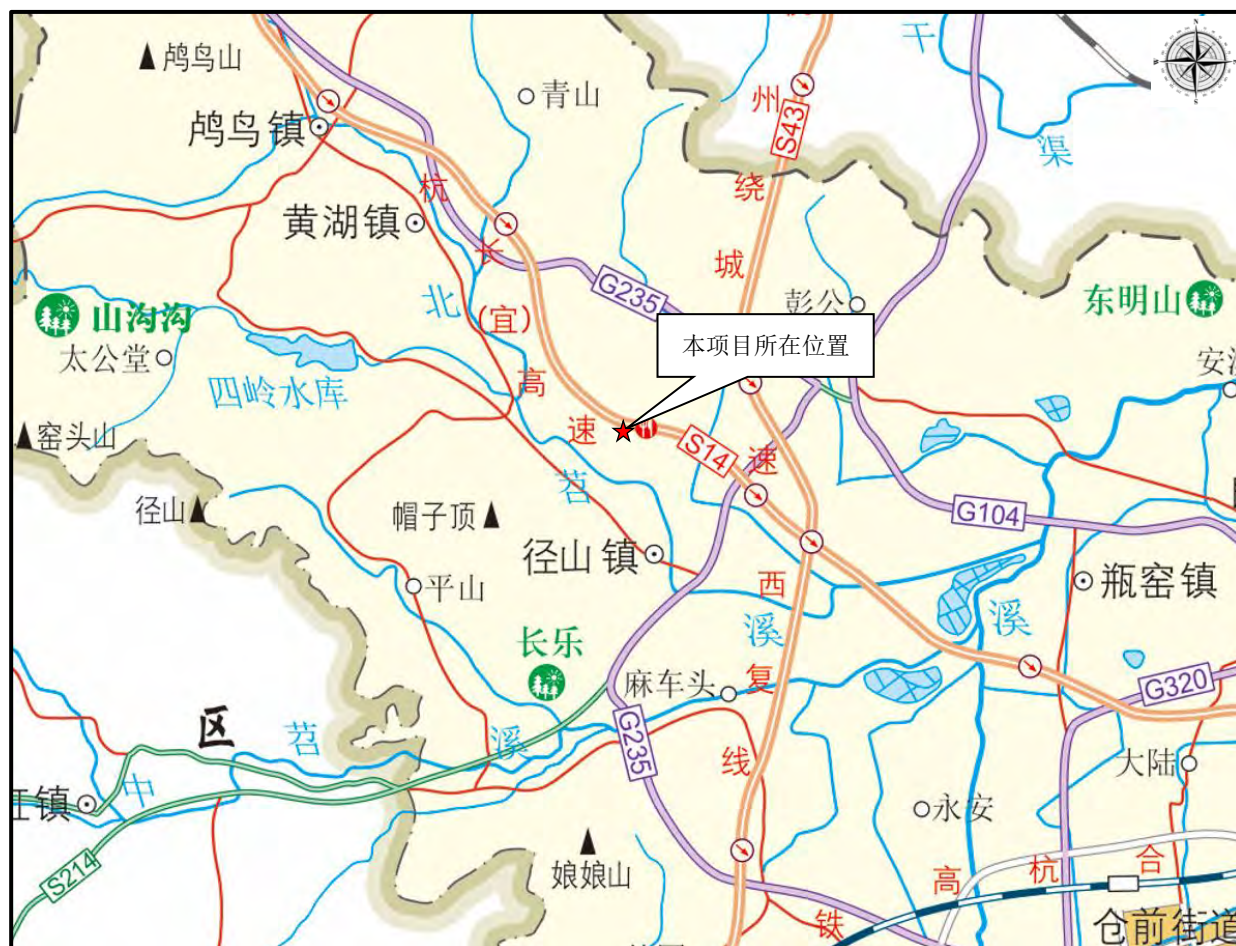 鸬鸟山
鸬鸟镇
青山
黄湖镇
州
S43
绕
城
干
渠
杭
长
(宜)
高
速
北
苕
溪
G235
彭公
东明山
山沟沟
太公堂
四岭水库
本项目所在位置
窑头山
径山
帽子顶
S14
速
G104
径山镇
西
瓶窑镇
平山
长乐
麻车头
复
G320
G235
溪
区
苕
中
线
大陆
镇
永安
S214
娘娘山
高
杭
合
铁
仓前街道
安